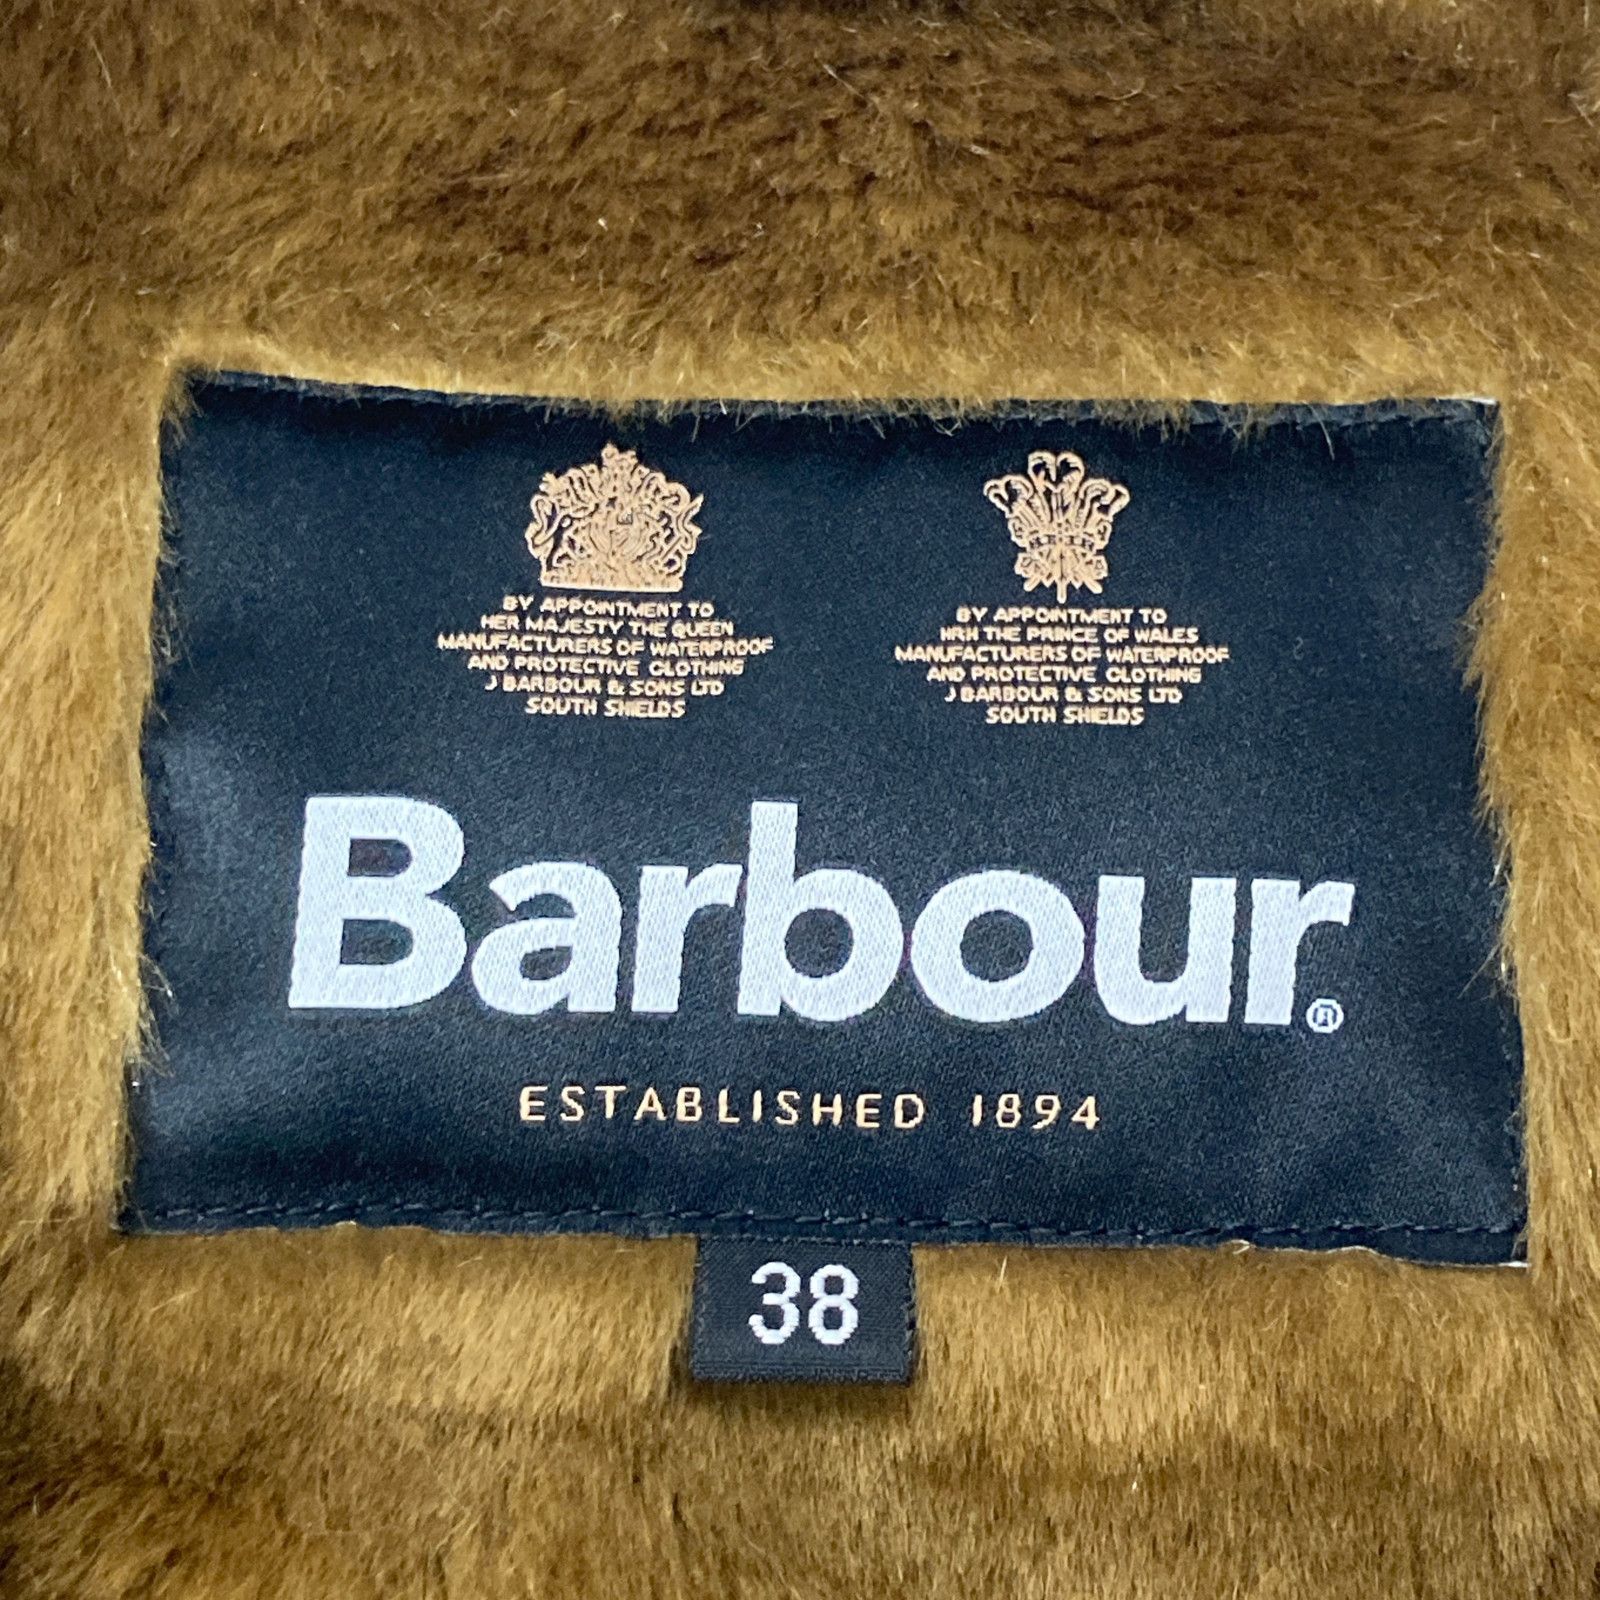 BY APPOINTMENT TO
HER MAJESTY THE QUEEN
MANUFACTURERS OF WATERPROOF
AND PROTECTIVE CLOTHING
J BARBOUR & SONS LTD
SOUTH SHIELDS
BY APPOINTMENT TO
HRH THE PRINCE OF WALES
MANUFACTURERS OF WATERPROOF
AND PROTECTIVE CLOTHING
J BARBOUR & SONS LTD
SOUTH SHIELDS
Barbour®
ESTABLISHED 1894
38